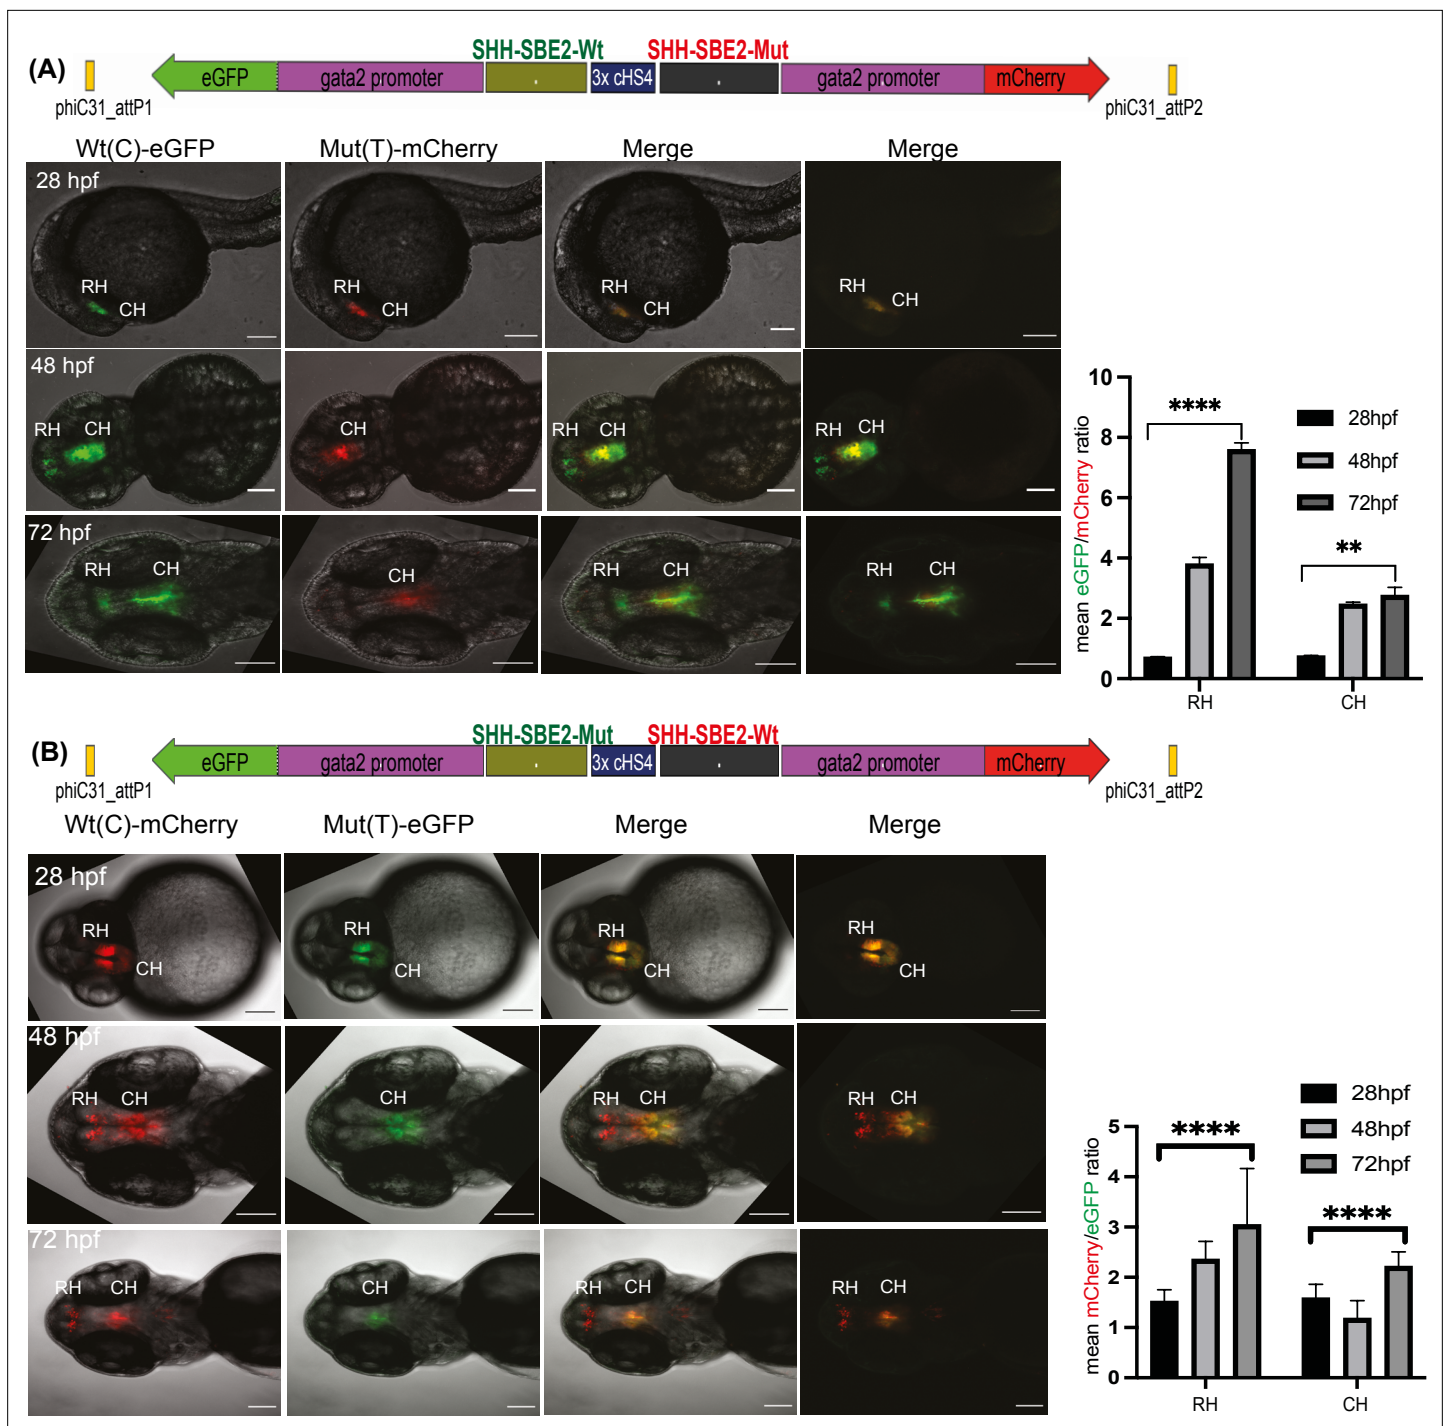 (A)
SHH-SBE2-Wt SHH-SBE2-Mut
eGFP gata2 promoter 3x cHS4 gata2 promoter mCherry
phiC31_attP1 phiC31_attP2
Wt(C)-eGFP Mut(T)-mCherry Merge Merge
28 hpf
RH CH RH CH RH CH RH CH
48 hpf
RH CH CH RH CH RH CH
72 hpf
RH CH CH RH CH RH CH
mean eGFP/mCherry ratio
10
8
6
4
2
0
**** **
28hpf
48hpf
72hpf
RH CH
(B)
SHH-SBE2-Mut SHH-SBE2-Wt
eGFP gata2 promoter 3x cHS4 gata2 promoter mCherry
phiC31_attP1 phiC31_attP2
Wt(C)-mCherry Mut(T)-eGFP Merge Merge
28 hpf
RH CH RH CH RH CH RH CH
48 hpf
RH CH CH RH CH RH CH
72 hpf
RH CH CH RH CH RH CH
mean mCherry/eGFP ratio
5
4
3
2
1
0
**** ****
28hpf
48hpf
72hpf
RH CH